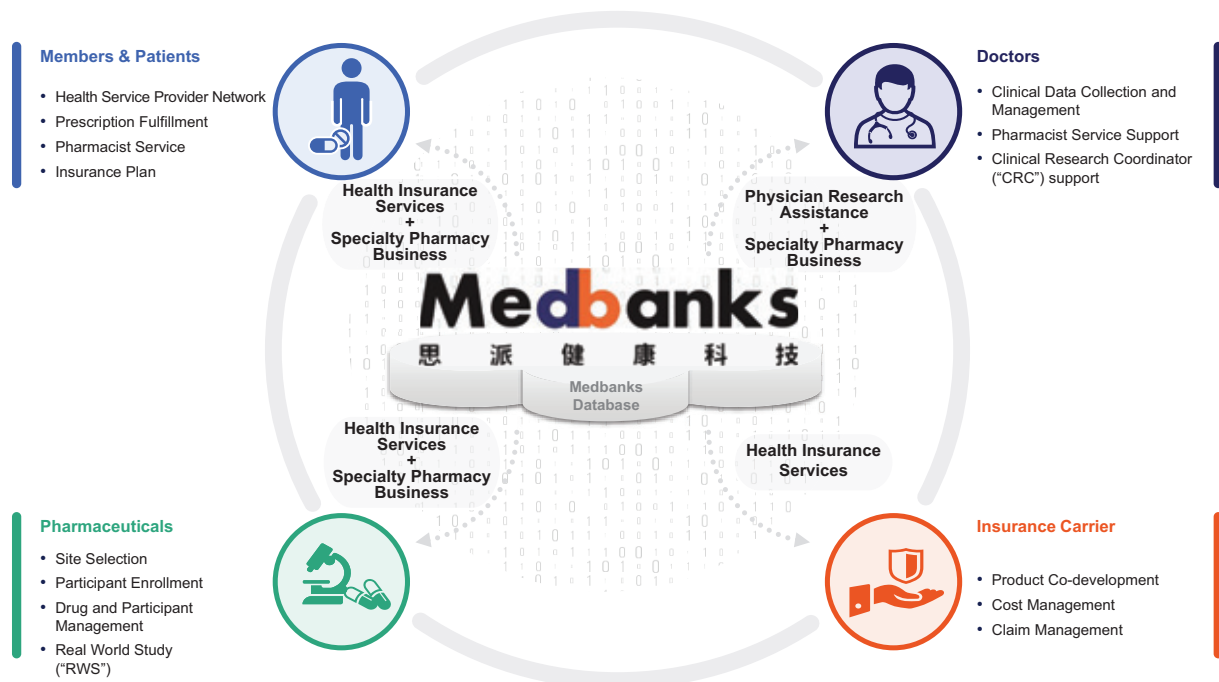 Members & Patients
• Health Service Provider Network
• Prescription Fulfillment
• Pharmacist Service
• Insurance Plan
Doctors
• Clinical Data Collection and
Management
• Pharmacist Service Support
• Clinical Research Coordinator
(“CRC”) support
Health Insurance
Services
+
Specialty Pharmacy
Business
Physician Research
Assistance
+
Specialty Pharmacy
Business
Medbanks
思派健康科技
Medbanks
Database
Health Insurance
Services
+
Specialty Pharmacy
Business
Health Insurance
Services
Pharmaceuticals
• Site Selection
• Participant Enrollment
• Drug and Participant
Management
• Real World Study
(“RWS”)
Insurance Carrier
• Product Co-development
• Cost Management
• Claim Management